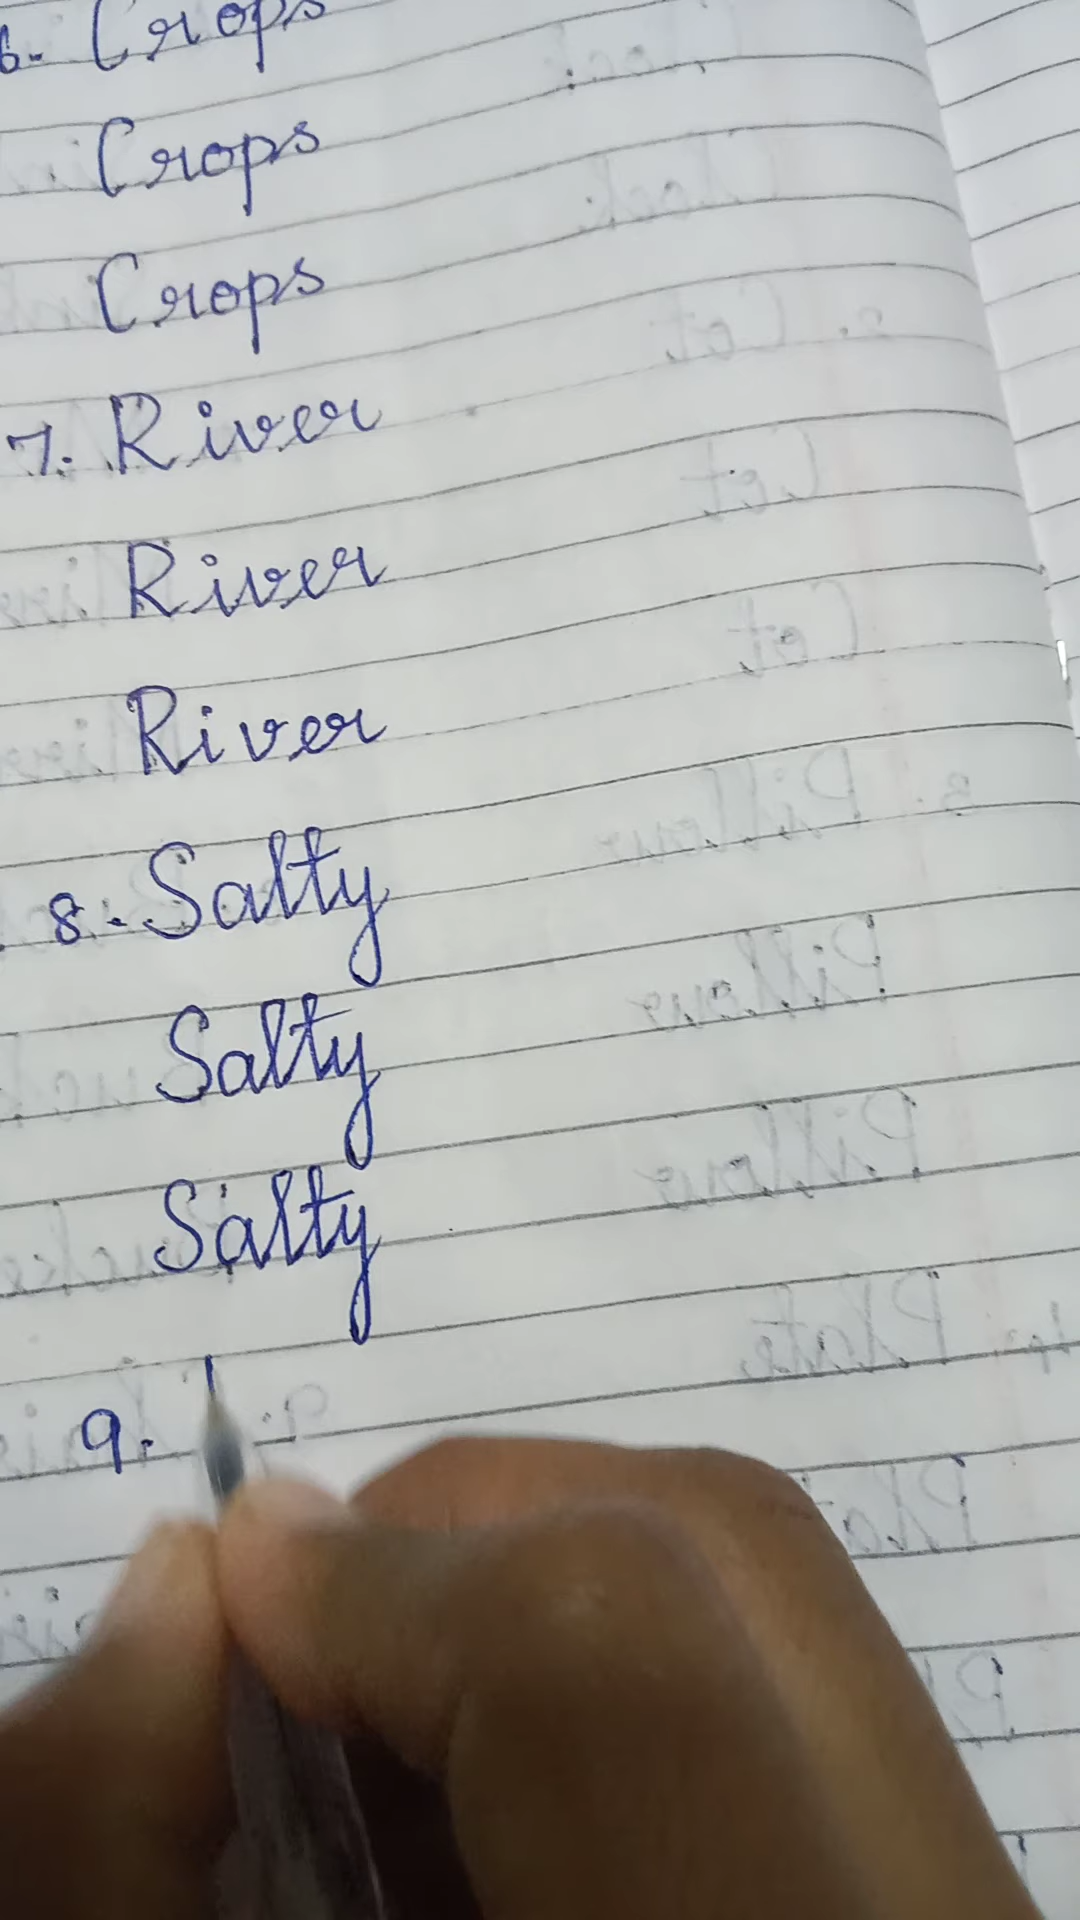 6. Crops
Crops
Crops
7. River
River
River
8. Salty
Salty
Salty
9.